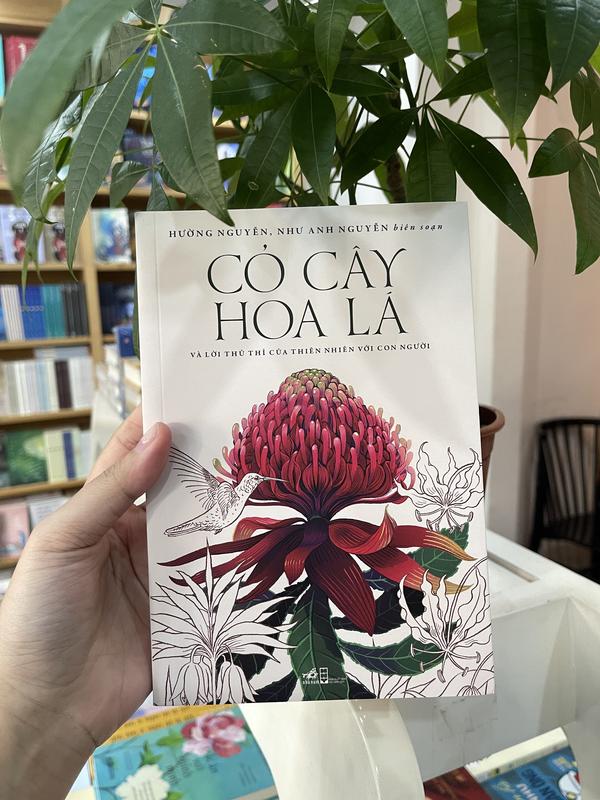 HƯỜNG NGUYỄN, NHƯ ANH NGUYỄN biên soạn
CỎ CÂY
HOA LÁ
VÀ LỜI THỦ THỈ CỦA THIÊN NHIÊN VỚI CON NGƯỜI